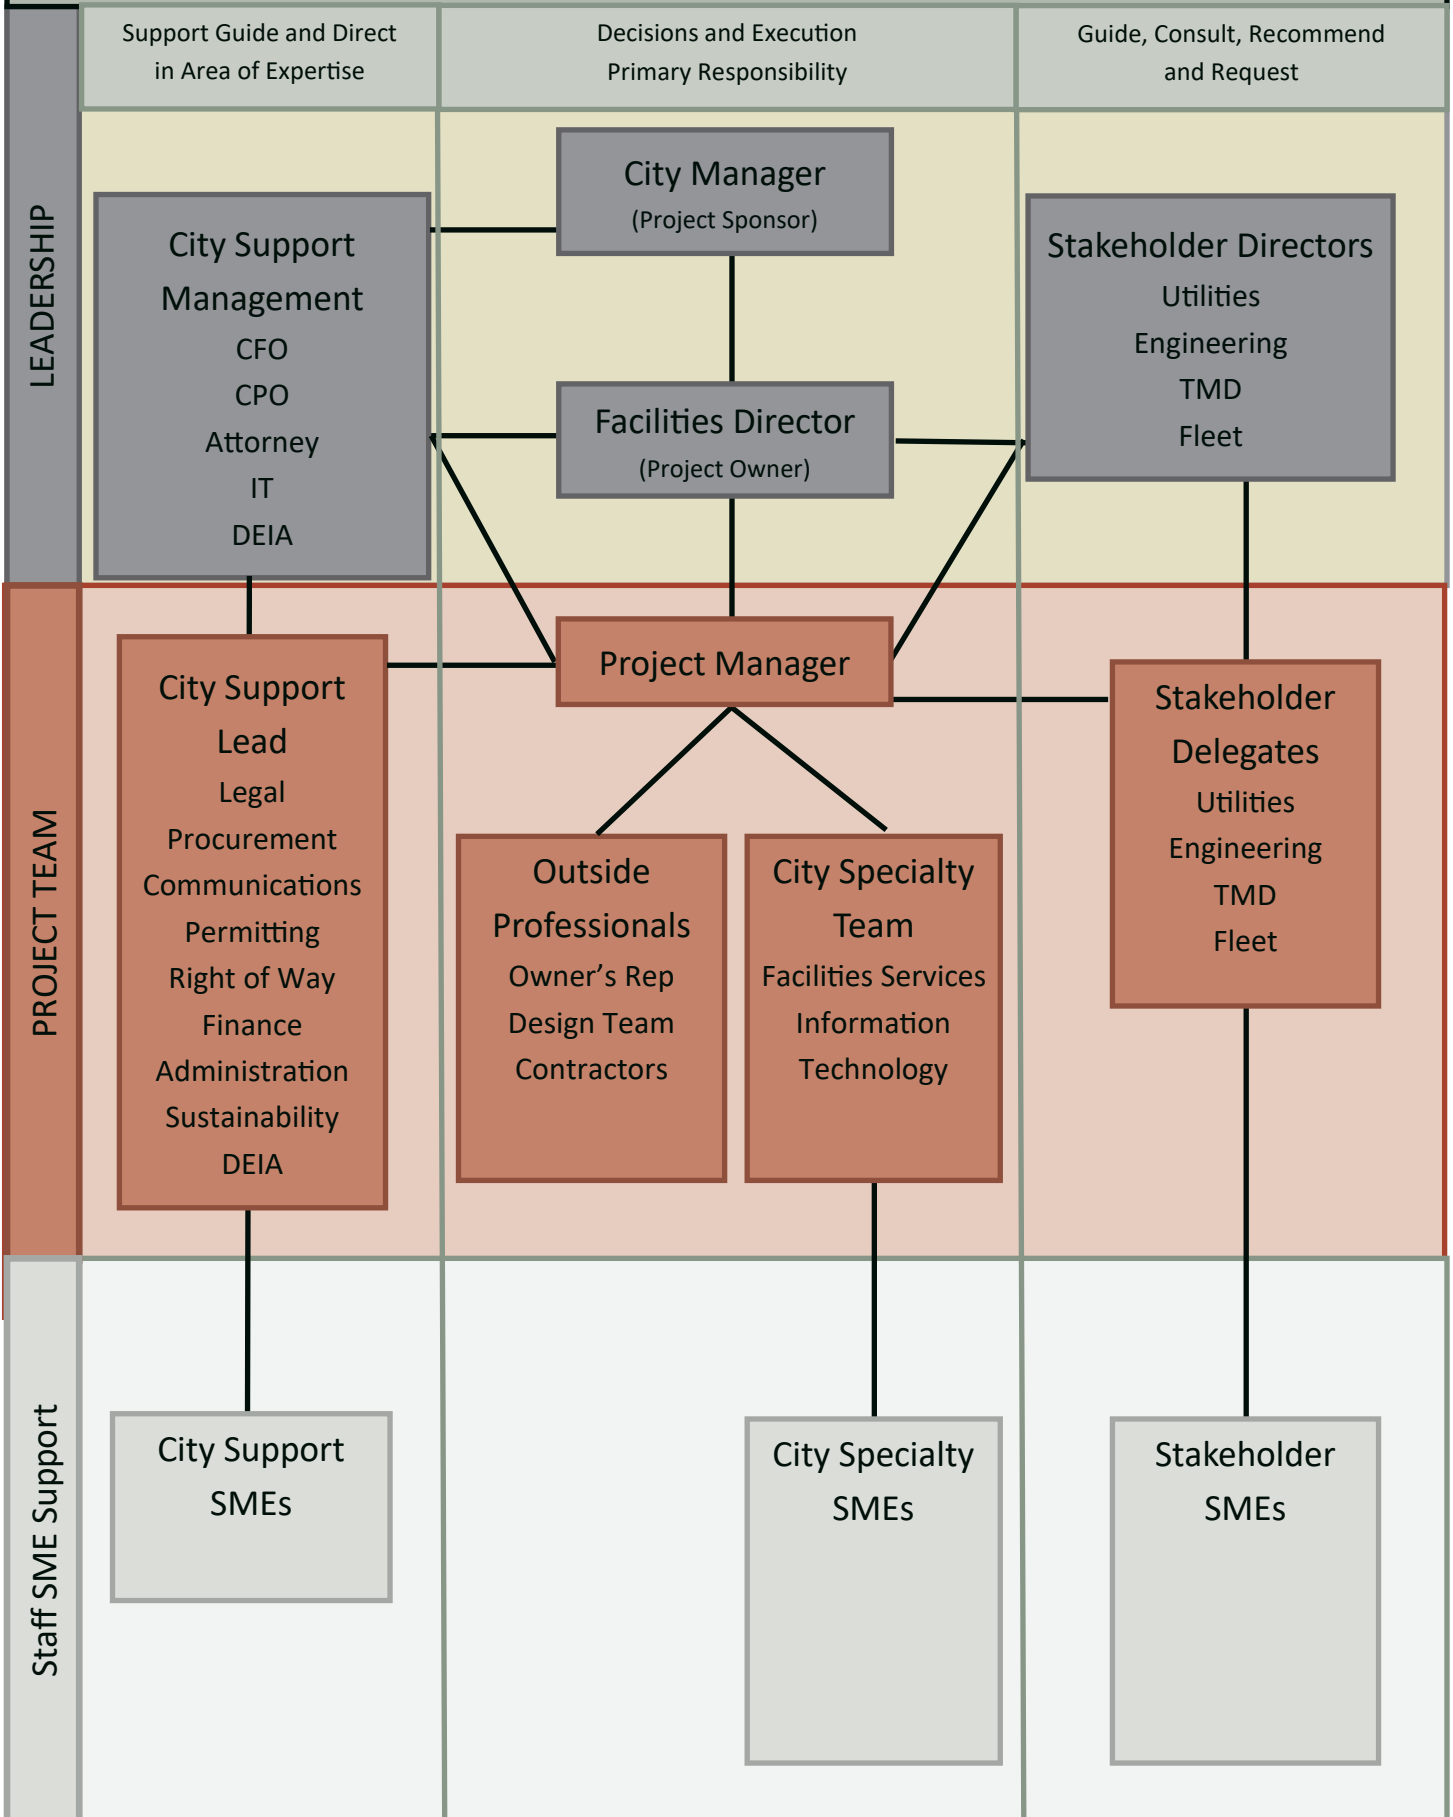 Support Guide and Direct
in Area of Expertise
Decisions and Execution
Primary Responsibility
Guide, Consult, Recommend
and Request
LEADERSHIP
City Support
Management
CFO
CPO
Attorney
IT
DEIA
City Manager
(Project Sponsor)
Facilities Director
(Project Owner)
Stakeholder Directors
Utilities
Engineering
TMD
Fleet
PROJECT TEAM
City Support
Lead
Legal
Procurement
Communications
Permitting
Right of Way
Finance
Administration
Sustainability
DEIA
Project Manager
Outside
Professionals
Owner’s Rep
Design Team
Contractors
City Specialty
Team
Facilities Services
Information
Technology
Stakeholder
Delegates
Utilities
Engineering
TMD
Fleet
Staff SME Support
City Support
SMEs
City Specialty
SMEs
Stakeholder
SMEs